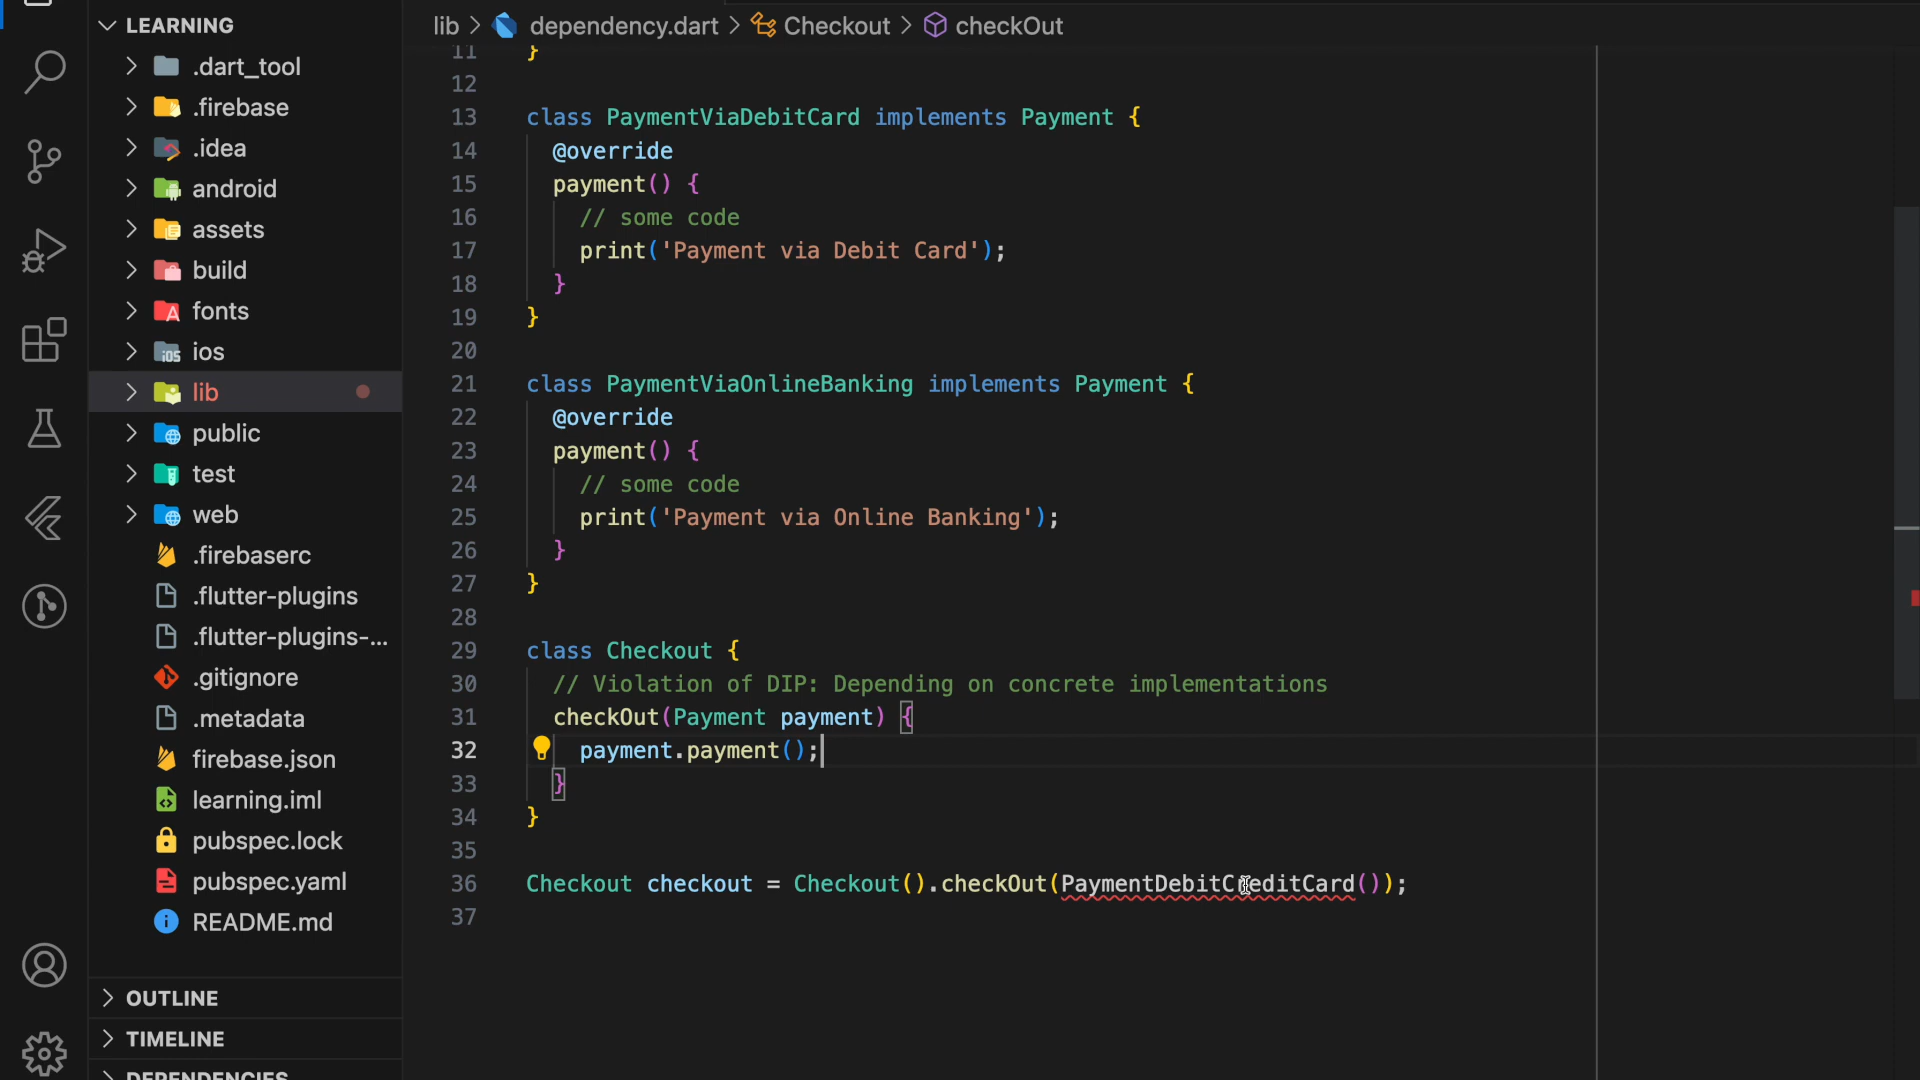 LEARNING
.dart_tool
.firebase
.idea
android
assets
build
fonts
ios
lib
public
test
web
.firebaserc
.flutter-plugins
.flutter-plugins-...
.gitignore
.metadata
firebase.json
learning.iml
pubspec.lock
pubspec.yaml
README.md
OUTLINE
TIMELINE
DEPENDENCIES
lib > dependency.dart > Checkout > checkOut
11 }
12
13 class PaymentViaDebitCard implements Payment {
14 @override
15 payment() {
16 // some code
17 print('Payment via Debit Card');
18 }
19 }
20
21 class PaymentViaOnlineBanking implements Payment {
22 @override
23 payment() {
24 // some code
25 print('Payment via Online Banking');
26 }
27 }
28
29 class Checkout {
30 // Violation of DIP: Depending on concrete implementations
31 checkOut(Payment payment) {
32 payment.payment();
33 }
34 }
35
36 Checkout checkout = Checkout().checkOut(PaymentDebitCreditCard());
37